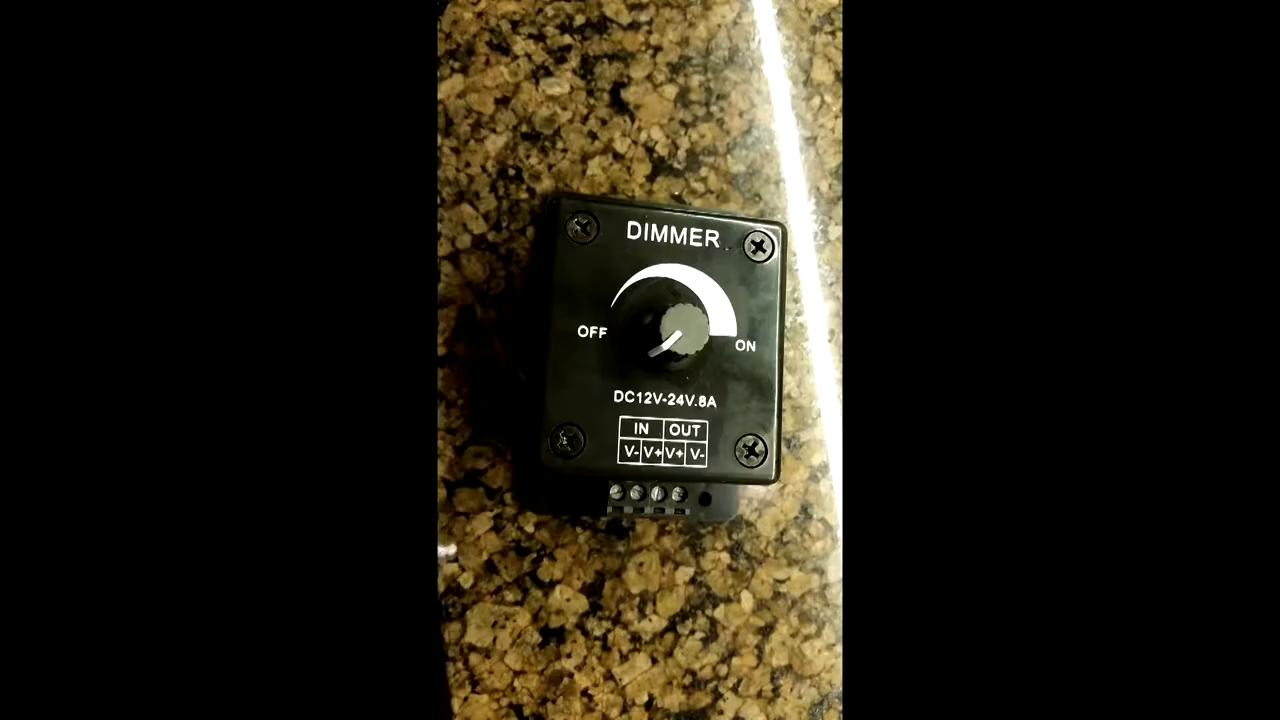 DIMMER
OFF
ON
DC12V-24V.8A
IN OUT
V- V+ V+ V-